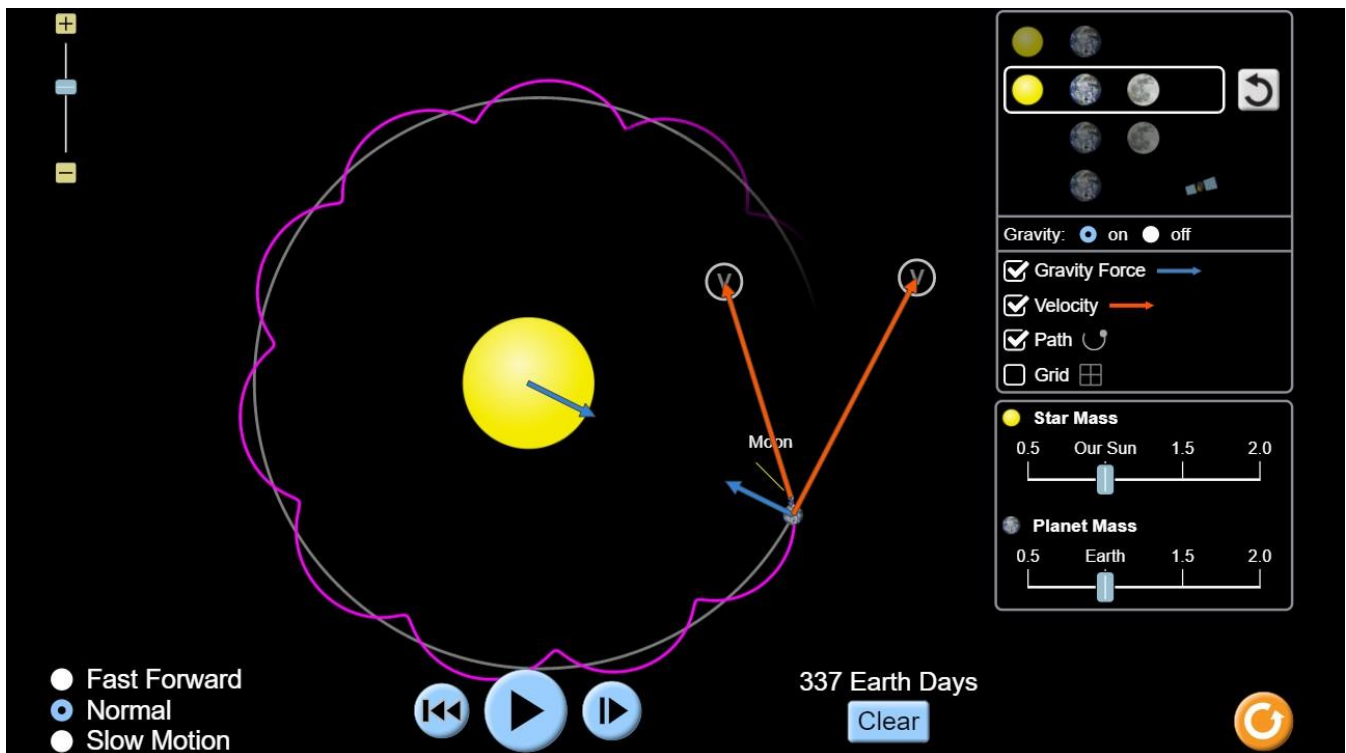 +
−
Gravity: on off
Gravity Force
Velocity
Path
Grid
V V
Moon
Star Mass
0.5 Our Sun 1.5 2.0
Planet Mass
0.5 Earth 1.5 2.0
Fast Forward
Normal
Slow Motion
337 Earth Days
Clear